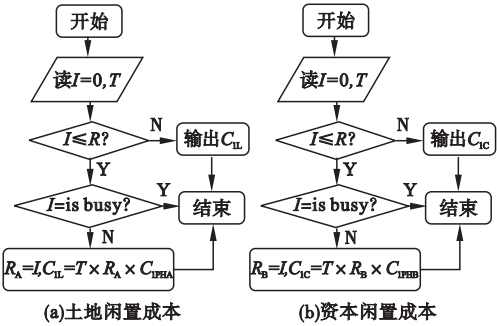 开始
读I=0,T
I≤R?
N
输出C1L
Y
I=is busy?
Y
结束
N
RA=I,C1L=T×RA×C1PHA
(a)土地闲置成本
开始
读I=0,T
I≤R?
N
输出C1C
Y
I=is busy?
Y
结束
N
RB=I,C1C=T×RB×C1PHB
(b)资本闲置成本